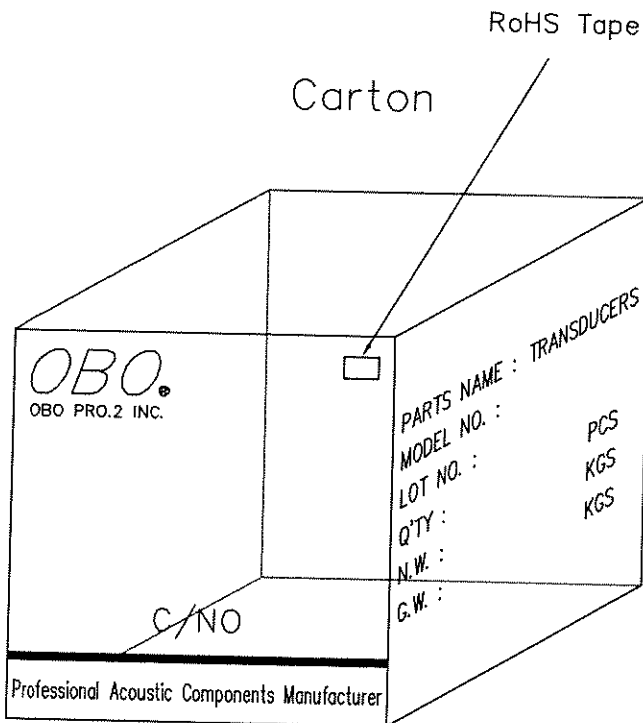 RoHS Tape
Carton
OBO®
OBO PRO.2 INC.
C/NO
Professional Acoustic Components Manufacturer
PARTS NAME : TRANSDUCERS
MODEL NO. :
LOT NO. :
Q'TY : PCS
N.W. : KGS
G.W. : KGS